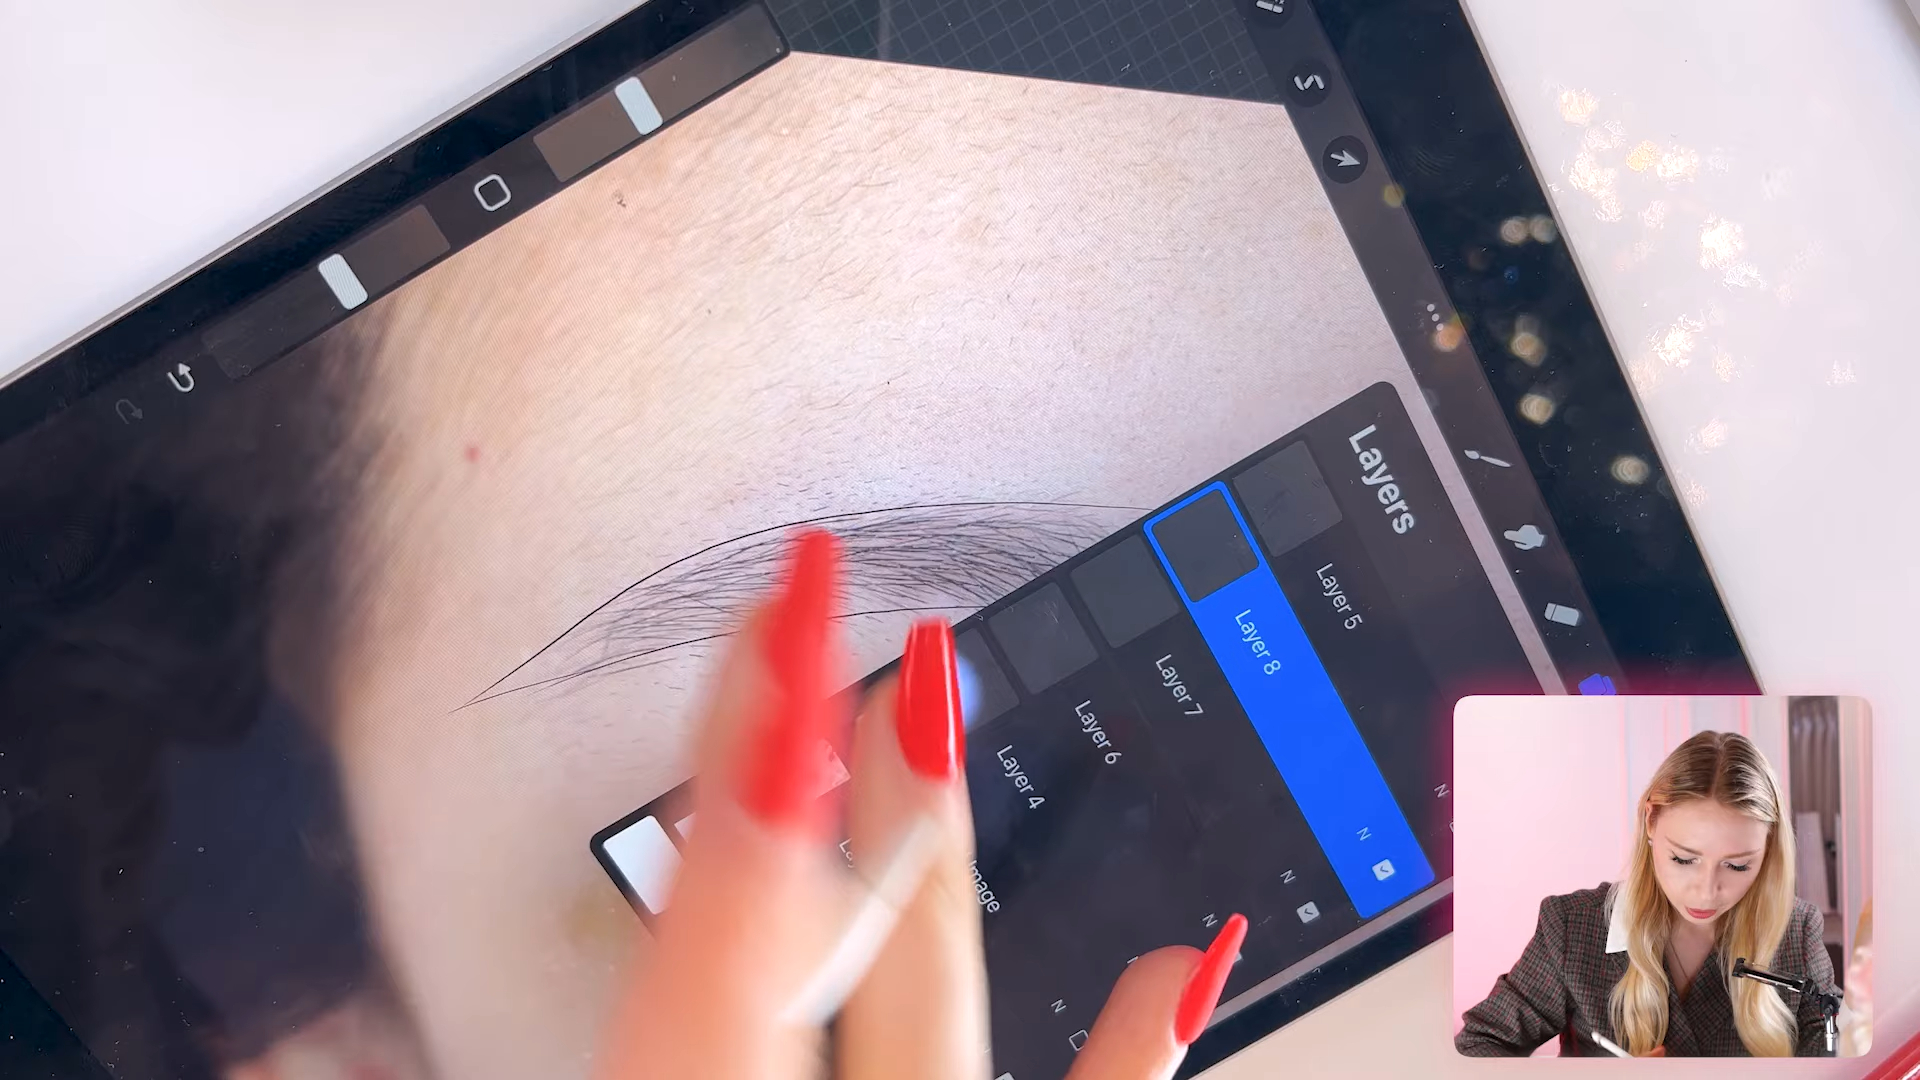 Layers
Layer 5
N
Layer 8
N
Layer 7
N
Layer 6
N
Layer 4
N
Image